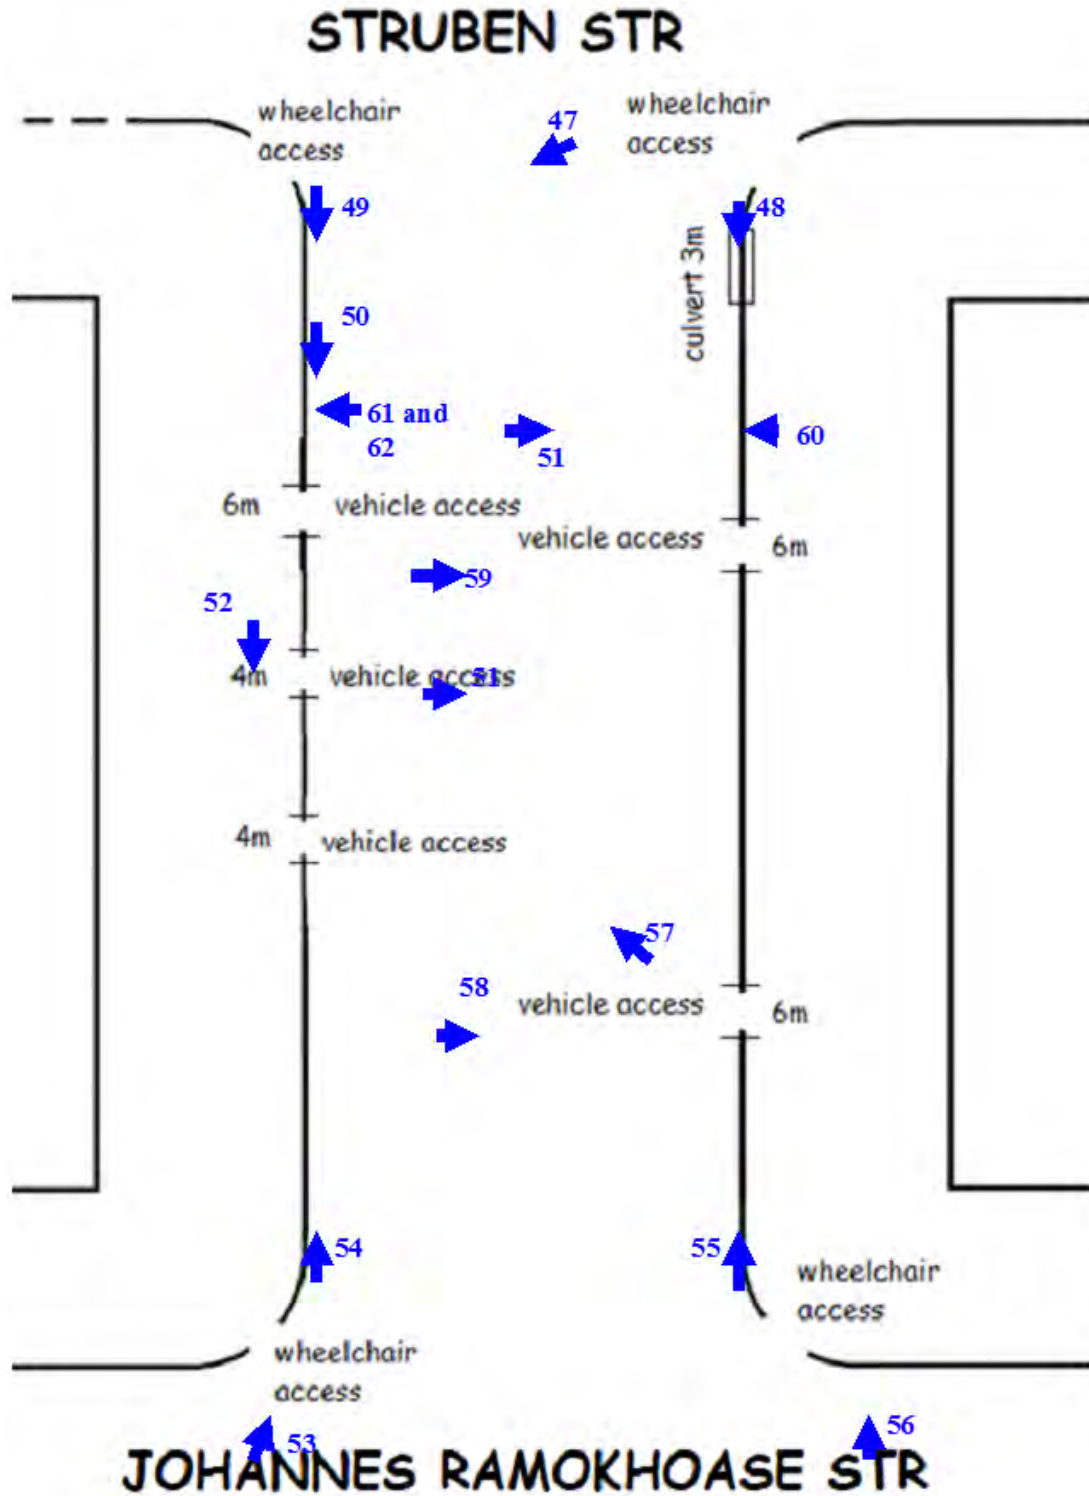 STRUBEN STR
wheelchair
access
47
wheelchair
access
49
48
culvert 3m
50
61 and
62
51
60
6m
vehicle access
vehicle access
6m
59
52
4m
vehicle access
51
4m
vehicle access
57
58
vehicle access
6m
54
55
wheelchair
access
wheelchair
access
53
56
JOHANNES RAMOKHOASE STR